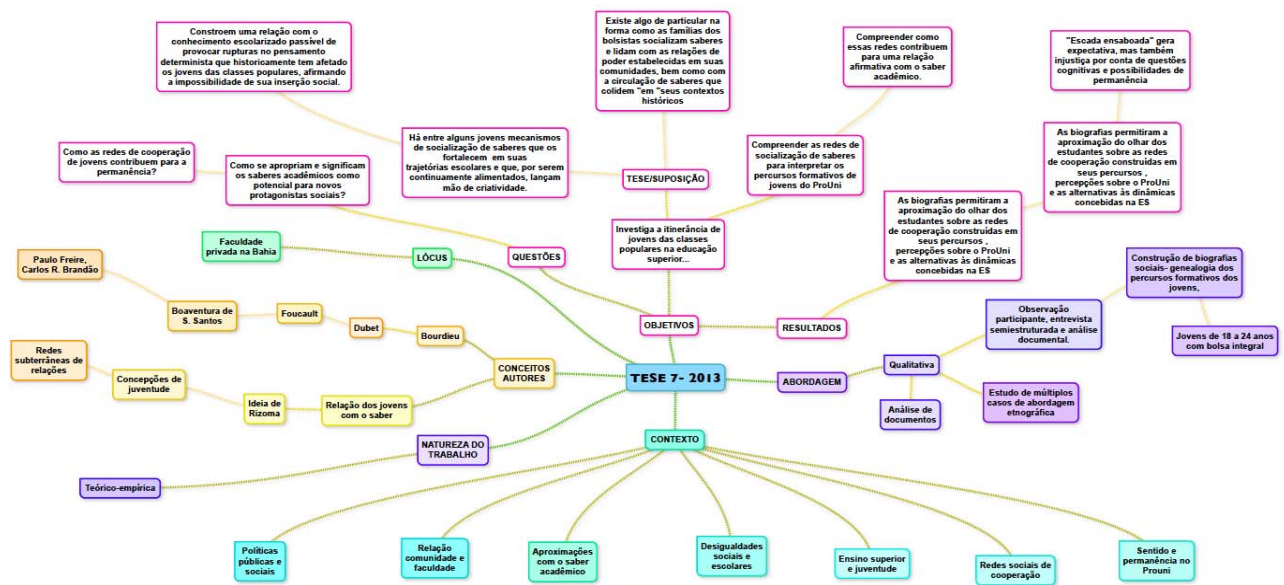 Constroem uma relação com o
conhecimento escolarizado passível de
provocar rupturas no pensamento
determinista que historicamente tem afetado
os jovens das classes populares, afirmando
a impossibilidade de sua inserção social.
Existe algo de particular na
forma como as famílias dos
bolsistas socializam saberes
e lidam com as relações de
poder estabelecidas em suas
comunidades, bem como com
a circulação de saberes que
colidem "em "seus contextos
históricos
Compreender como
essas redes contribuem
para uma relação
afirmativa com o saber
acadêmico.
"Escada ensaboada" gera
expectativa, mas também
injustiça por conta de questões
cognitivas e possibilidades de
permanência
Como as redes de cooperação
de jovens contribuem para a
permanência?
Como se apropriam e significam
os saberes acadêmicos como
potencial para novos
protagonistas sociais?
Há entre alguns jovens mecanismos
de socialização de saberes que os
fortalecem em suas
trajetórias escolares e que, por serem
continuamente alimentados, lançam
mão de criatividade.
TESE/SUPOSIÇÃO
Compreender as redes de
socialização de saberes
para interpretar os
percursos formativos de
jovens do ProUni
As biografias permitiram a
aproximação do olhar dos
estudantes sobre as redes
de cooperação construídas em
seus percursos ,
percepções sobre o ProUni
e as alternativas às dinâmicas
concebidas na ES
As biografias permitiram a
aproximação do olhar dos
estudantes sobre as redes
de cooperação construídas em
seus percursos ,
percepções sobre o ProUni
e as alternativas às dinâmicas
concebidas na ES
Investiga a itinerância de
jovens das classes
populares na educação
superior...
Faculdade
privada na Bahia
LÓCUS
QUESTÕES
OBJETIVOS
RESULTADOS
Paulo Freire,
Carlos R. Brandão
Boaventura de
S. Santos
Foucault
Dubet
Bourdieu
CONCEITOS
AUTORES
Redes
subterrâneas de
relações
Concepções de
juventude
Ideia de
Rizoma
Relação dos jovens
com o saber
TESE 7- 2013
ABORDAGEM
Qualitativa
Observação
participante, entrevista
semiestruturada e análise
documental.
Construção de biografias
sociais- genealogia dos
percursos formativos dos
jovens,
Jovens de 18 a 24 anos
com bolsa integral
Análise de
documentos
Estudo de múltiplos
casos de abordagem
etnográfica
NATUREZA DO
TRABALHO
Teórico-empírica
CONTEXTO
Políticas
públicas e
sociais
Relação
comunidade e
faculdade
Aproximações
com o saber
acadêmico
Desigualdades
sociais e
escolares
Ensino superior
e juventude
Redes sociais de
cooperação
Sentido e
permanência no
Prouni